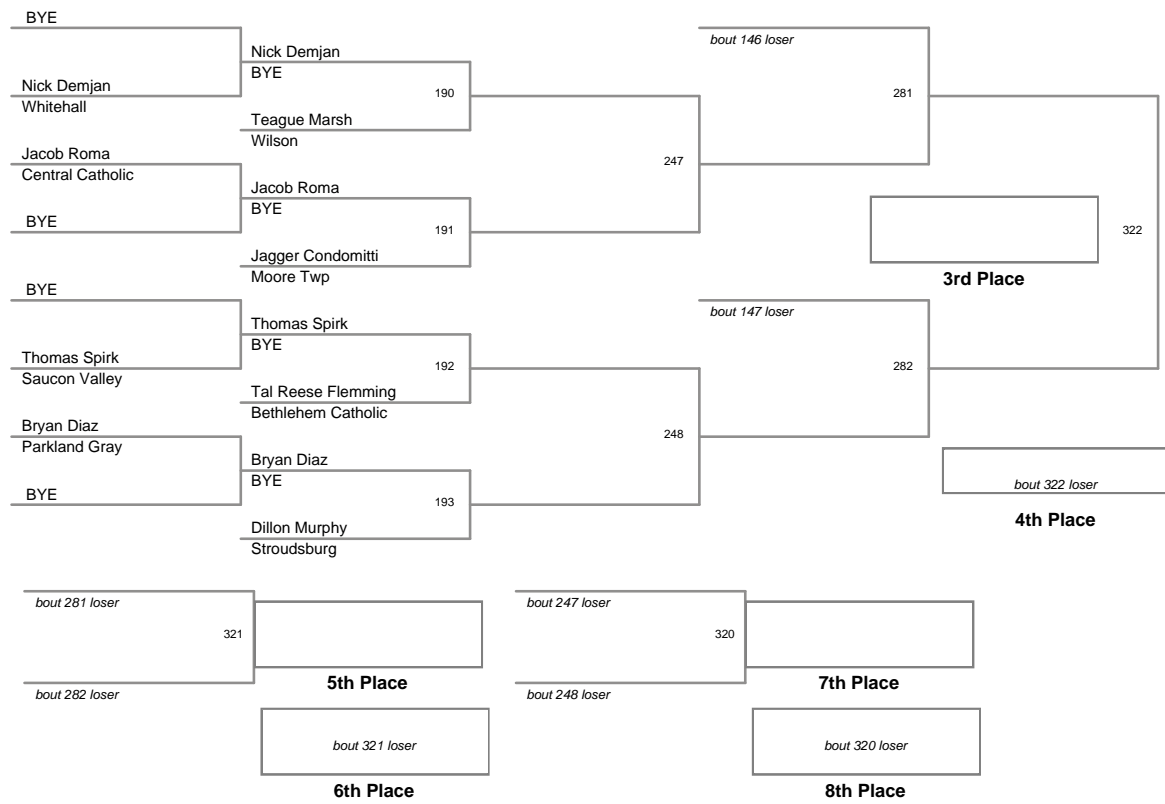 BYE
Nick Demjan
Whitehall
Jacob Roma
Central Catholic
BYE
BYE
Thomas Spirk
Saucon Valley
Bryan Diaz
Parkland Gray
BYE
Nick Demjan
BYE
190
Teague Marsh
Wilson
Jacob Roma
BYE
191
Jagger Condomitti
Moore Twp
Thomas Spirk
BYE
192
Tal Reese Flemming
Bethlehem Catholic
Bryan Diaz
BYE
193
Dillon Murphy
Stroudsburg
247
248
bout 146 loser
281
bout 147 loser
282
322
3rd Place
bout 322 loser
4th Place
bout 281 loser
321
bout 282 loser
5th Place
bout 321 loser
6th Place
bout 247 loser
320
bout 248 loser
7th Place
bout 320 loser
8th Place